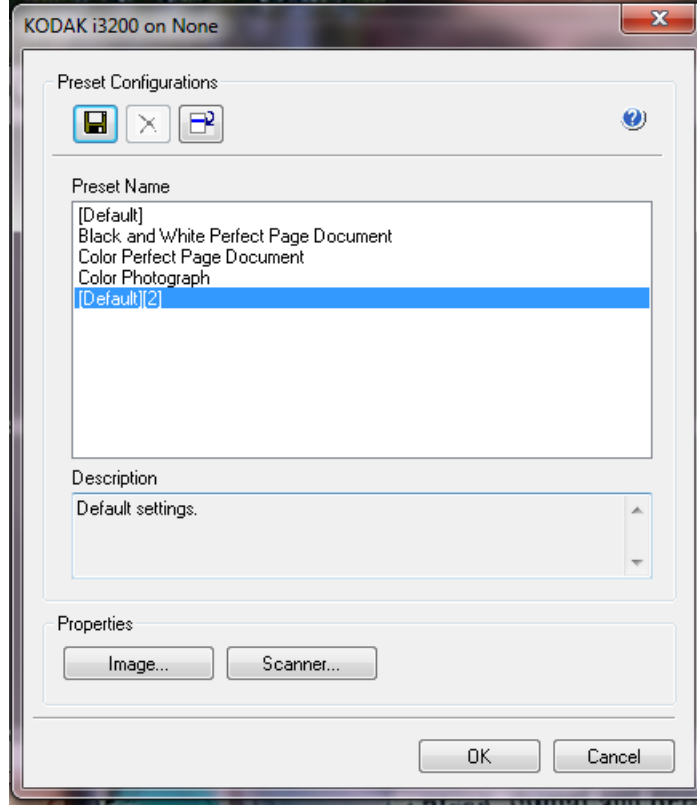 KODAK i3200 on None
Preset Configurations
Preset Name
[Default]
Black and White Perfect Page Document
Color Perfect Page Document
Color Photograph
[Default][2]
Description
Default settings.
Properties
Image... Scanner...
OK Cancel